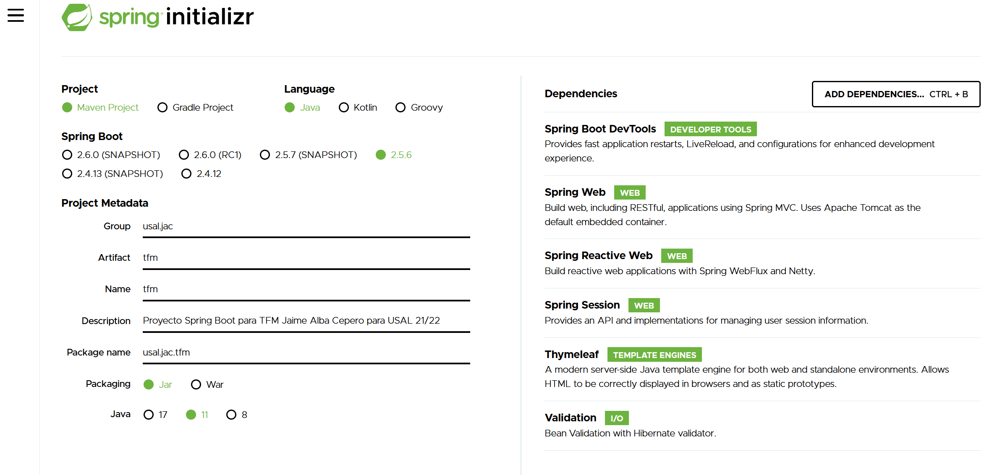 spring initializr
Project
Maven Project Gradle Project
Language
Java Kotlin Groovy
Spring Boot
2.6.0 (SNAPSHOT) 2.6.0 (RC1) 2.5.7 (SNAPSHOT) 2.5.6
2.4.13 (SNAPSHOT) 2.4.12
Project Metadata
Group usal.jac
Artifact tfm
Name tfm
Description Proyecto Spring Boot para TFM Jaime Alba Cepero para USAL 21/22
Package name usal.jac.tfm
Packaging Jar War
Java 17 11 8
Dependencies
ADD DEPENDENCIES... CTRL + B
Spring Boot DevTools DEVELOPER TOOLS
Provides fast application restarts, LiveReload, and configurations for enhanced development
experience.
Spring Web WEB
Build web, including RESTful, applications using Spring MVC. Uses Apache Tomcat as the
default embedded container.
Spring Reactive Web WEB
Build reactive web applications with Spring WebFlux and Netty.
Spring Session WEB
Provides an API and implementations for managing user session information.
Thymeleaf TEMPLATE ENGINES
A modern server-side Java template engine for both web and standalone environments. Allows
HTML to be correctly displayed in browsers and as static prototypes.
Validation I/O
Bean Validation with Hibernate validator.